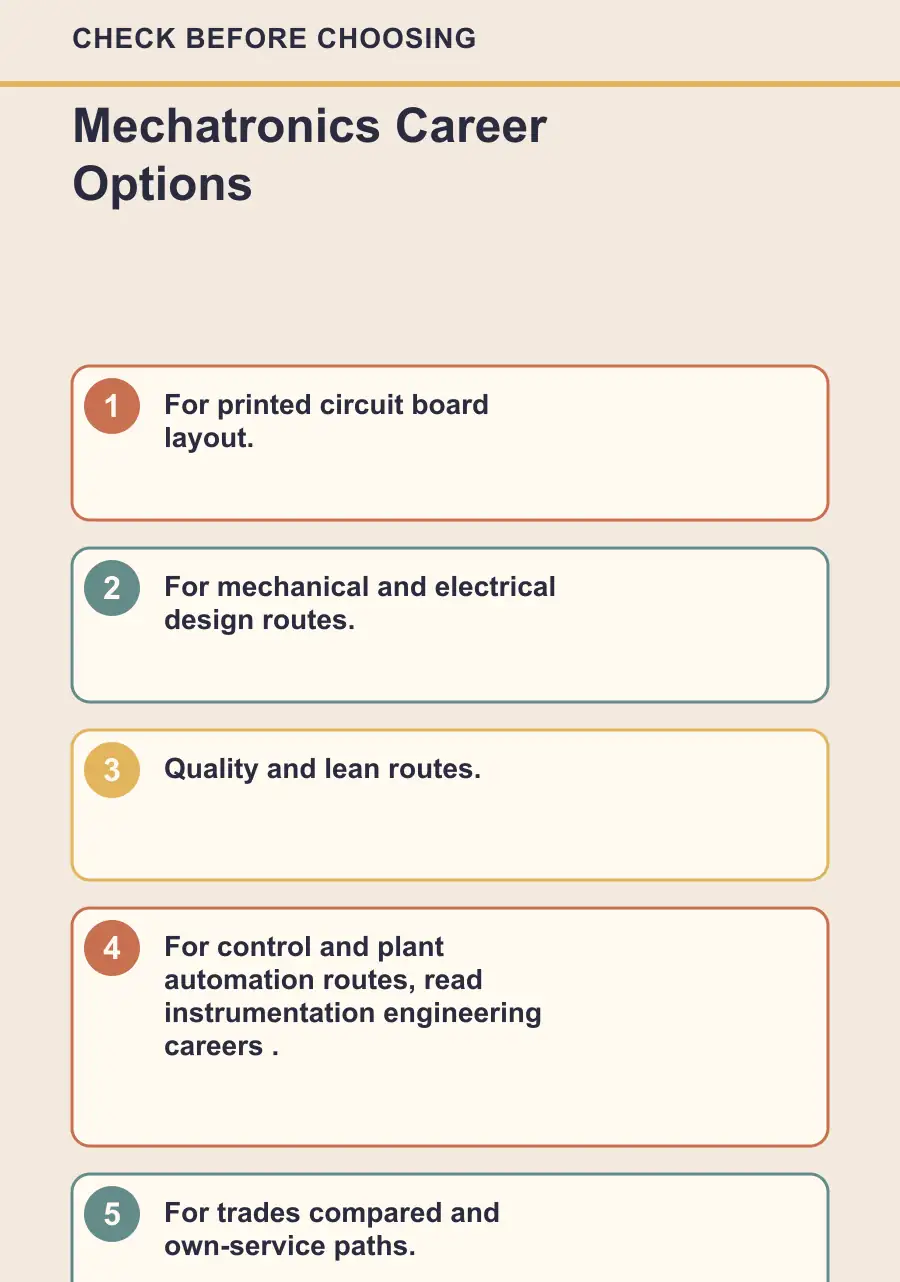 CHECK BEFORE CHOOSING
Mechatronics Career
Options
1
For printed circuit board
layout.
2
For mechanical and electrical
design routes.
3
Quality and lean routes.
4
For control and plant
automation routes, read
instrumentation engineering
careers .
5
For trades compared and
own-service paths.